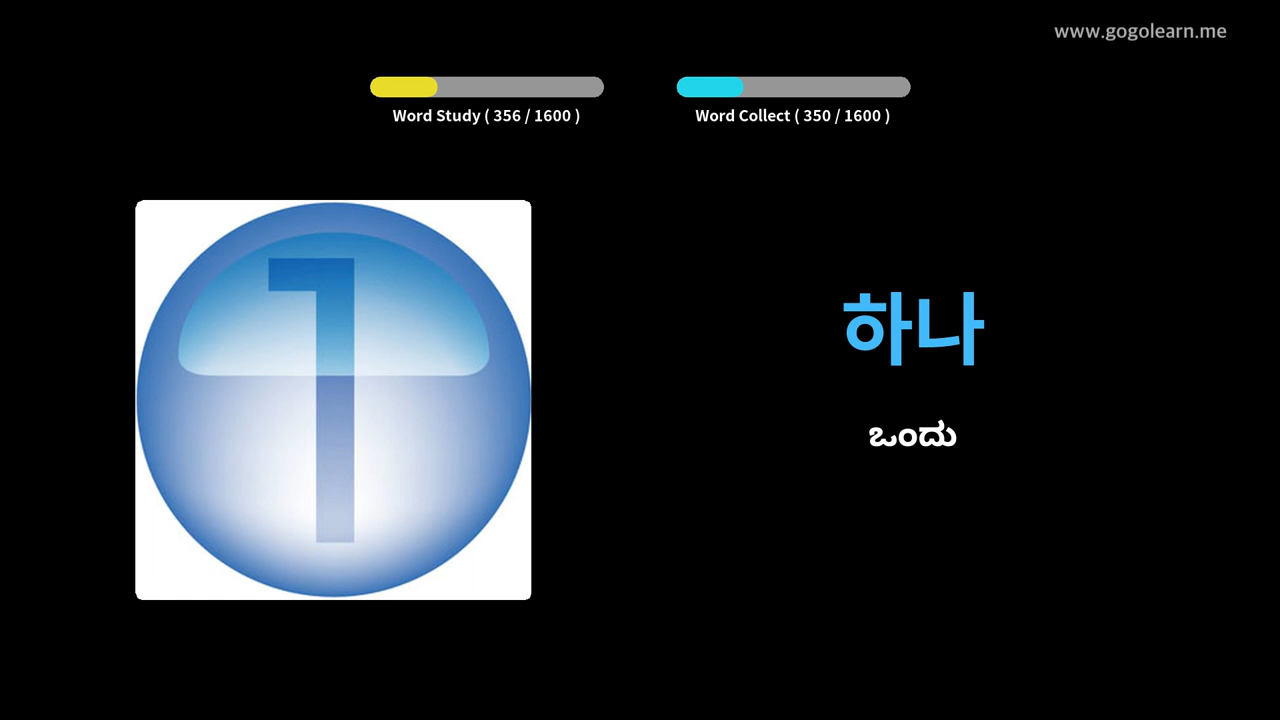 www.gogolearn.me
Word Study ( 356 / 1600 )
Word Collect ( 350 / 1600 )
1
하나
ಒಂದು